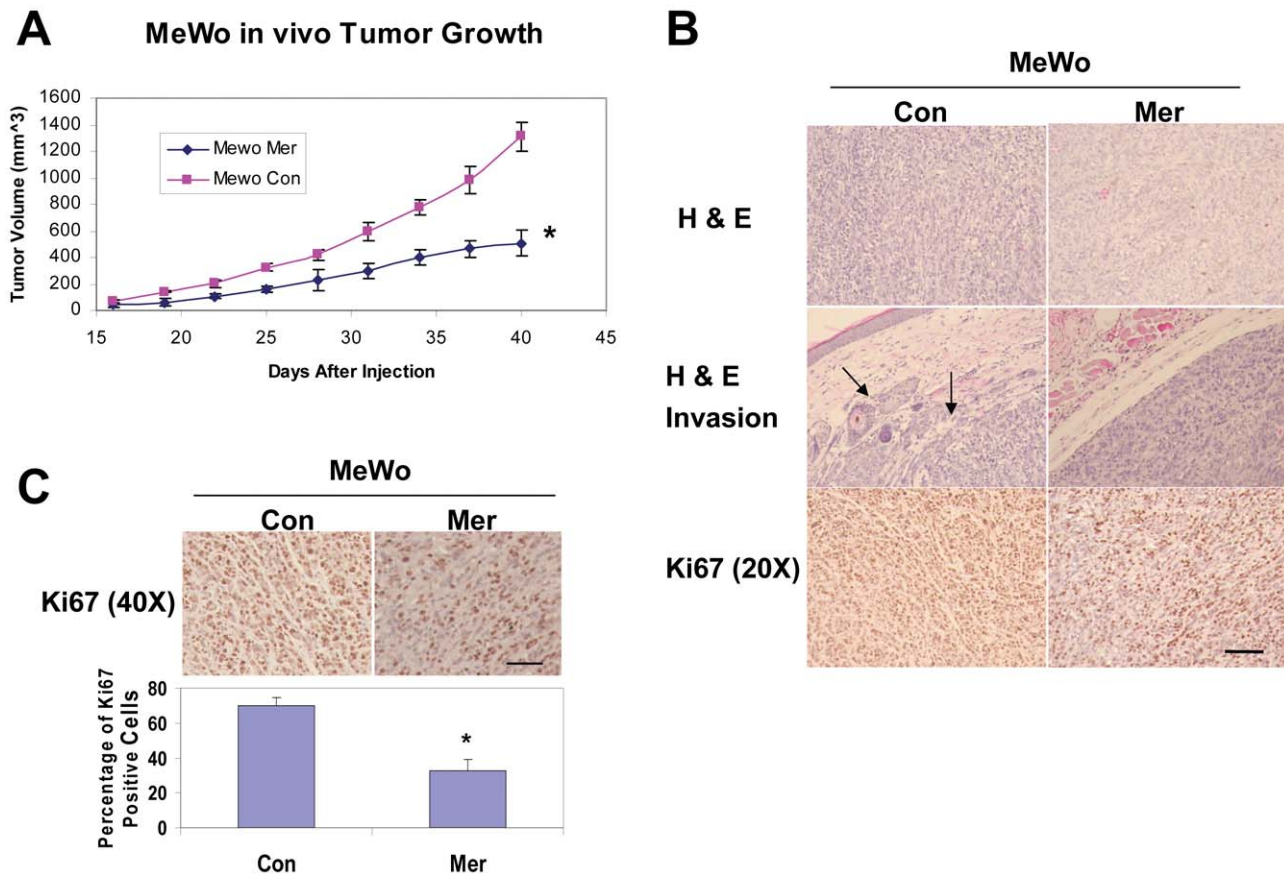 A
MeWo in vivo Tumor Growth
Tumor Volume (mm^3)
1600
1400
1200
1000
800
600
400
200
0
Mewo Mer
Mewo Con
*
15 20 25 30 35 40 45
Days After Injection
B
MeWo
Con Mer
H & E
H & E
Invasion
Ki67 (20X)
C
MeWo
Con Mer
Ki67 (40X)
Percentage of Ki67
Positive Cells
80
60
40
20
0
*
Con Mer